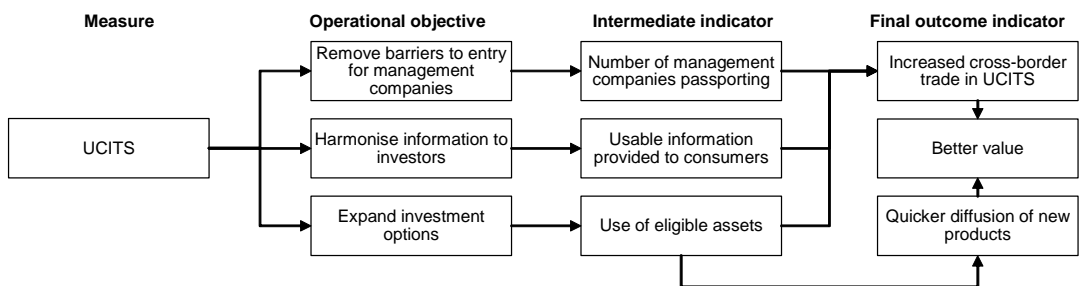 Measure
Operational objective
Intermediate indicator
Final outcome indicator
Remove barriers to entry
for management
companies
Number of management
companies passporting
Increased cross-border
trade in UCITS
UCITS
Harmonise information to
investors
Usable information
provided to consumers
Better value
Expand investment
options
Use of eligible assets
Quicker diffusion of new
products